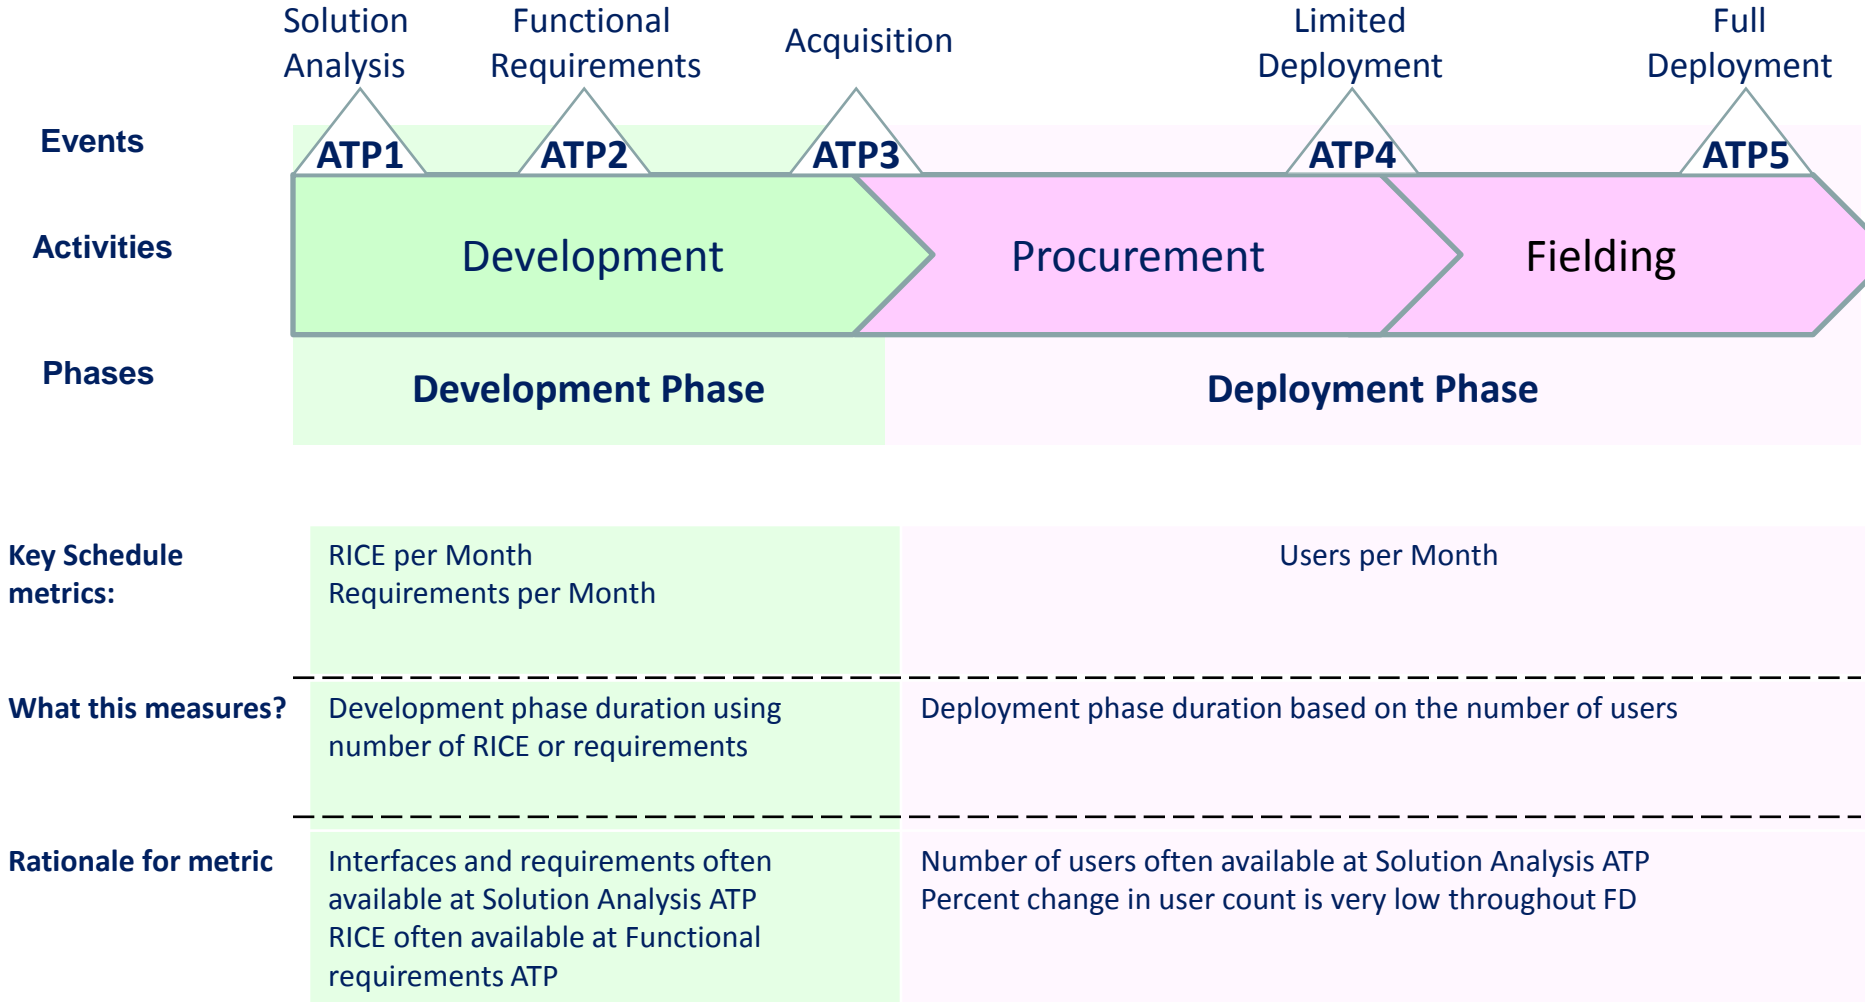 Solution
Analysis
Functional
Requirements
Acquisition
Limited
Deployment
Full
Deployment
Events
ATP1
ATP2
ATP3
ATP4
ATP5
Activities
Development
Procurement
Fielding
Phases
Development Phase
Deployment Phase
Key Schedule
metrics:
RICE per Month
Requirements per Month
Users per Month
What this measures?
Development phase duration using
number of RICE or requirements
Deployment phase duration based on the number of users
Rationale for metric
Interfaces and requirements often
available at Solution Analysis ATP
RICE often available at Functional
requirements ATP
Number of users often available at Solution Analysis ATP
Percent change in user count is very low throughout FD